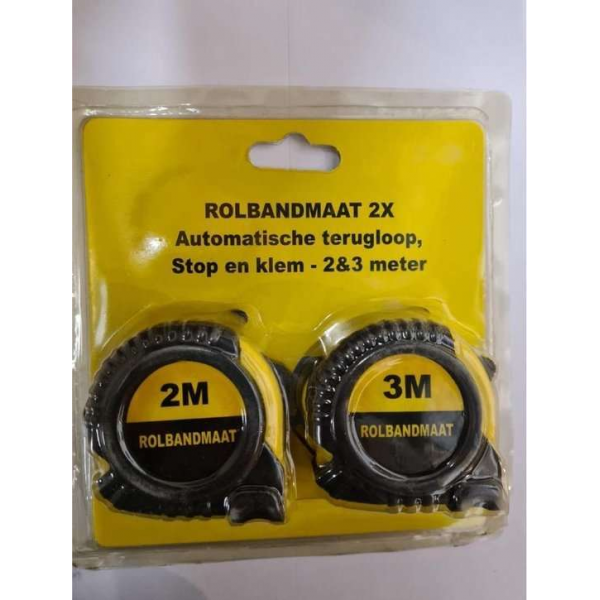 ROLBANDMAAT 2X
Automatische terugloop,
Stop en klem - 2&3 meter
2M
ROLBANDMAAT
3M
ROLBANDMAAT